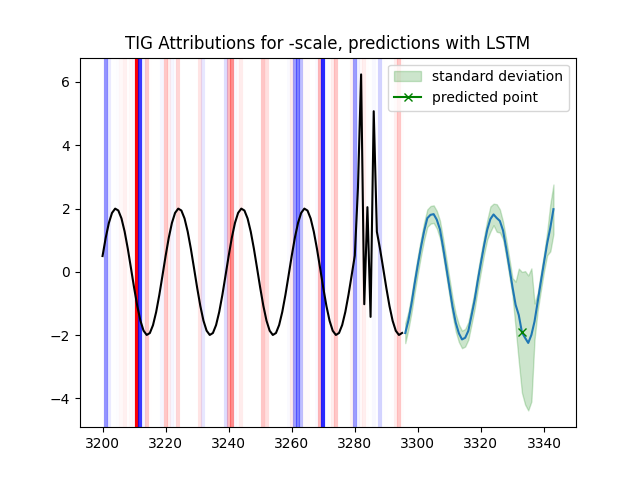 TIG Attributions for -scale, predictions with LSTM
standard deviation
predicted point
6
4
2
0
−2
−4
3200 3220 3240 3260 3280 3300 3320 3340